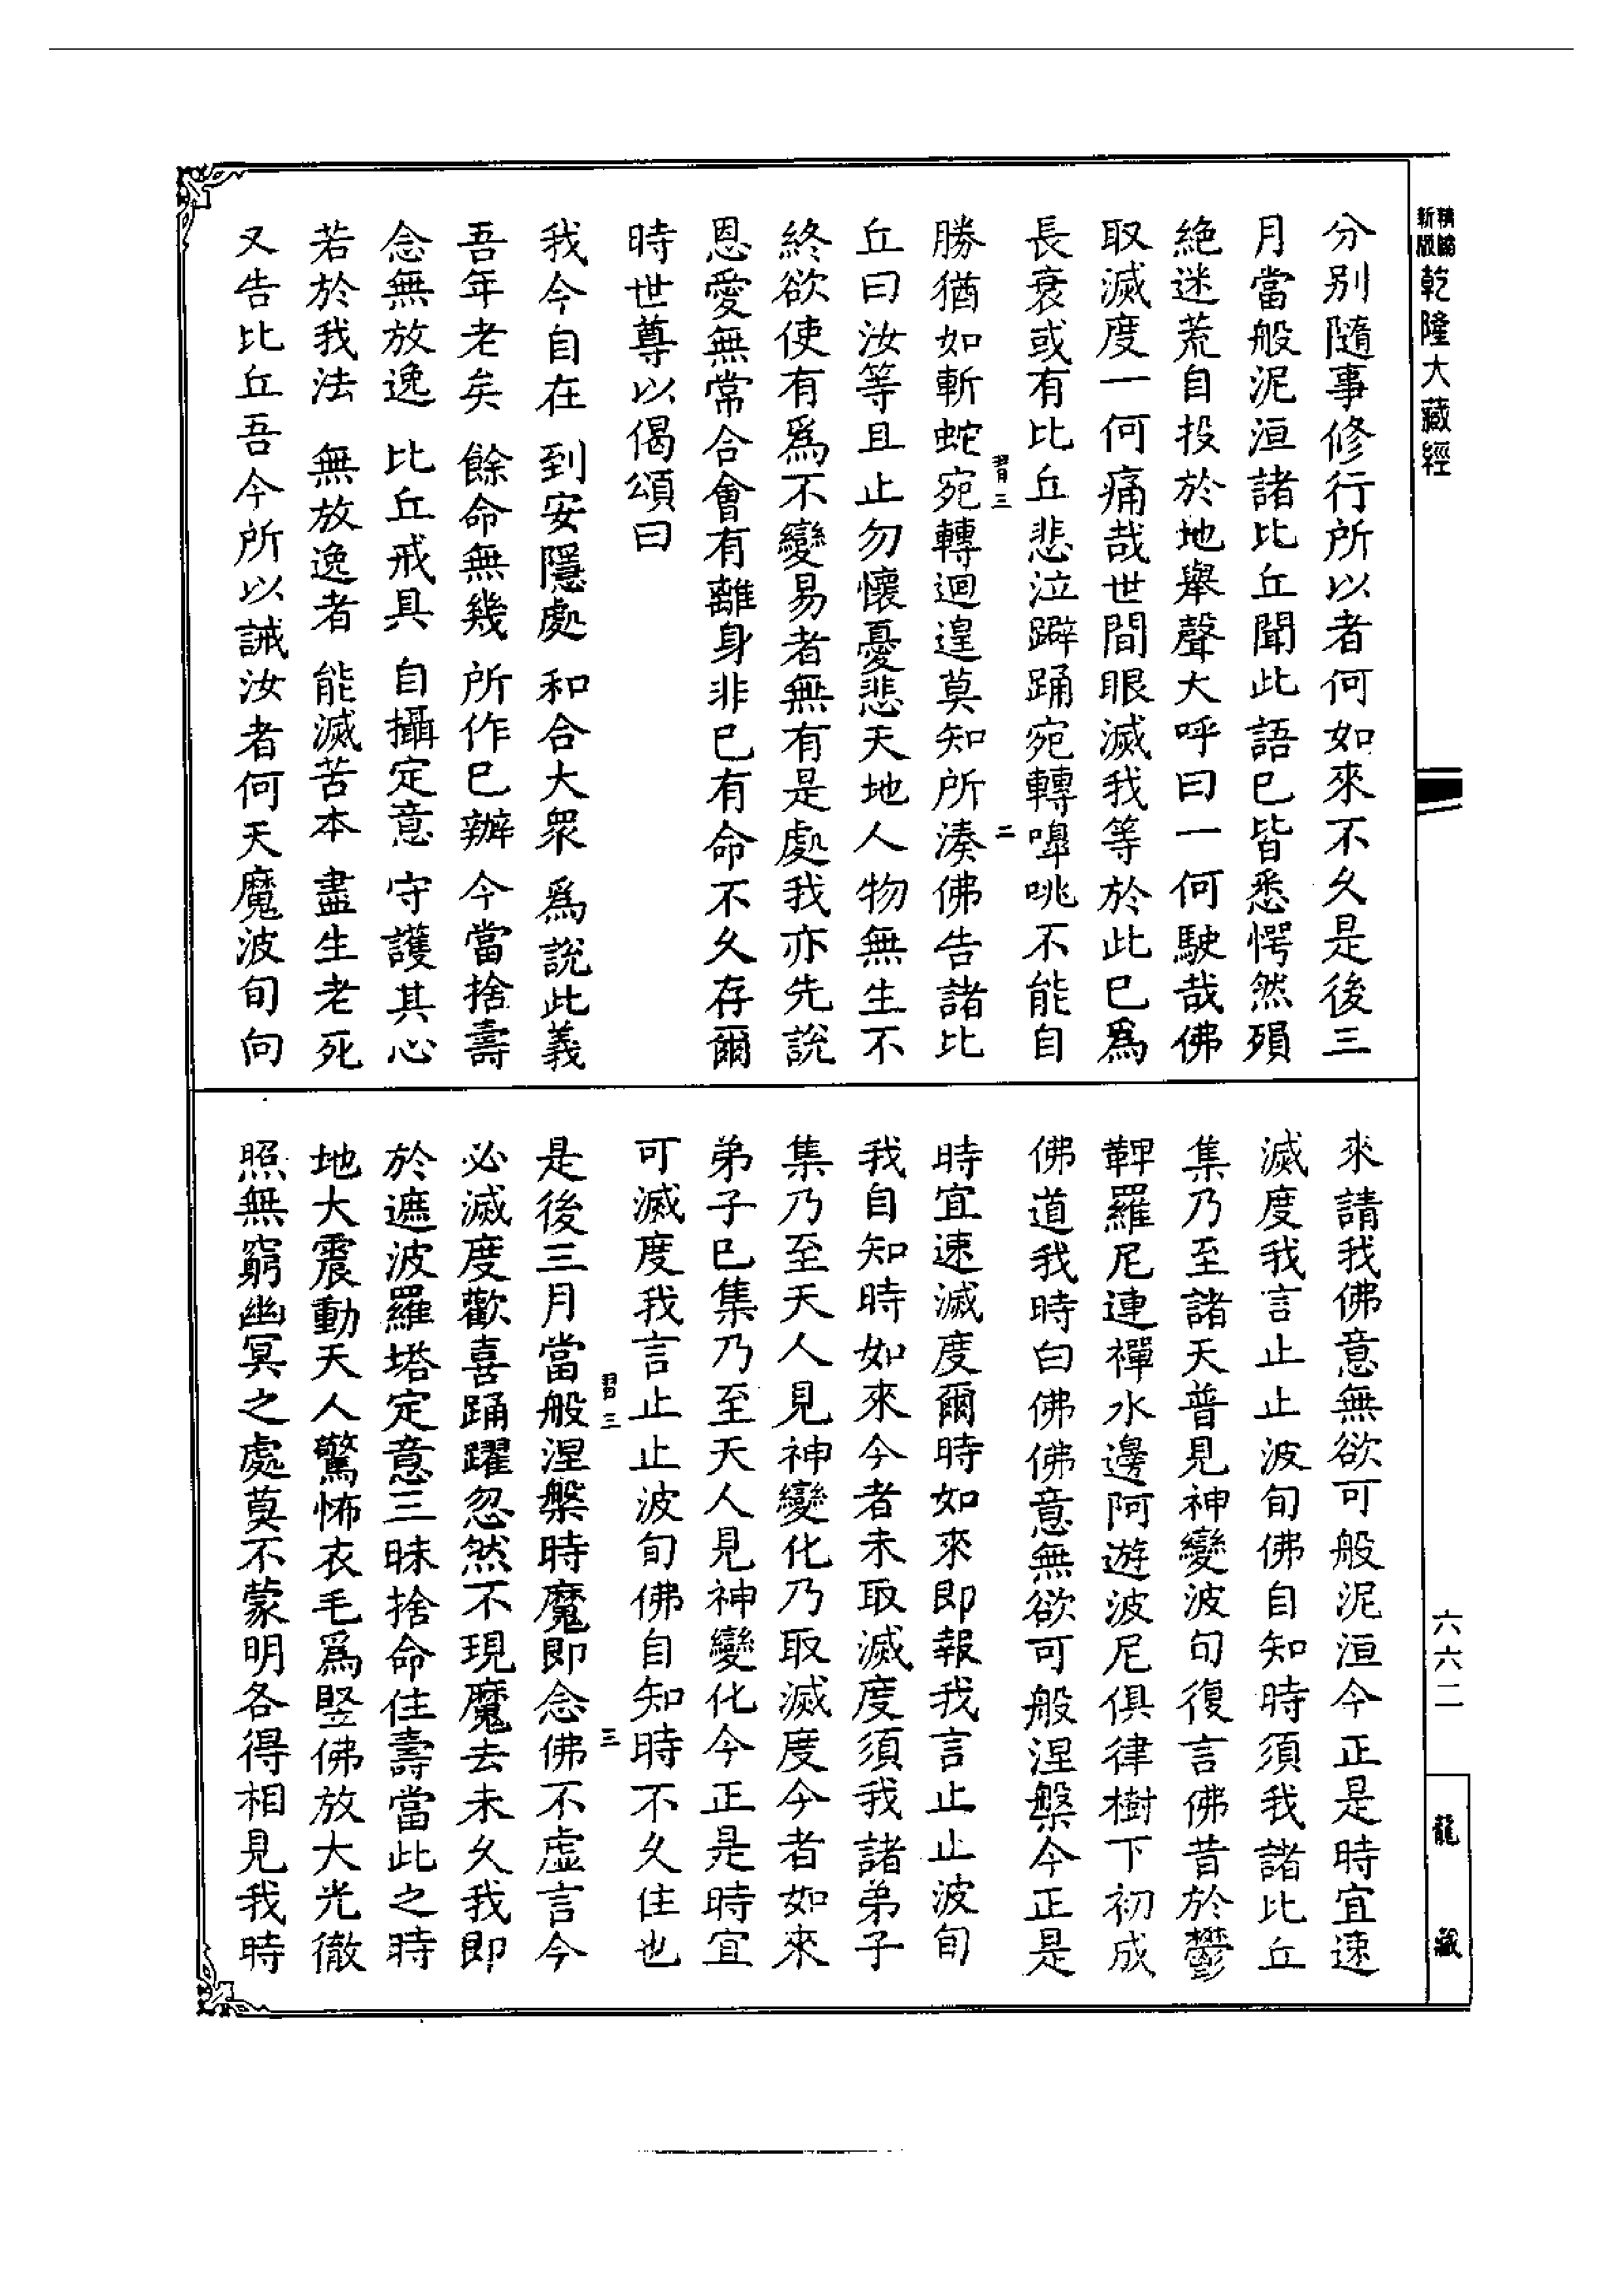 新版
精縮
乾隆大藏經
六六二
龍藏
分別隨事修行所以者何如來不久是後三
月當般泥洹諸比丘聞此語已皆悉愕然殞
絕迷荒自投於地舉聲大呼曰一何駛哉佛
取滅度一何痛哉世間眼滅我等於此已爲
長衰或有比丘悲泣躃踊宛轉嘷咷不能自
習三
二
勝猶如斬蛇宛轉迴遑莫知所湊佛告諸比
丘曰汝等且止勿懷憂悲天地人物無生不
終欲使有爲不變易者無有是處我亦先說
恩愛無常合會有離身非已有命不久存爾
時世尊以偈頌曰
我今自在 到安隱處 和合大眾 爲說此義
吾年老矣 餘命無幾 所作已辦 今當捨壽
念無放逸 比丘戒具 自攝定意 守護其心
若於我法 無放逸者 能滅苦本 盡生老死
又告比丘吾今所以誡汝者何天魔波旬向
來請我佛意無欲可般泥洹今正是時宜速
滅度我言止止波旬佛自知時須我諸比丘
集乃至諸天普見神變波旬復言佛昔於鬱
鞞羅尼連禪水邊阿遊波尼俱律樹下初成
佛道我時白佛佛意無欲可般涅槃今正是
時宜速滅度爾時如來即報我言止止波旬
我自知時如來今者未取滅度須我諸弟子
集乃至天人見神變化乃取滅度今者如來
弟子已集乃至天人見神變化今正是時宜
可滅度我言止止波旬佛自知時不久住也
習三
三
是後三月當般涅槃時魔即念佛不虛言今
必滅度歡喜踊躍忽然不現魔去未久我即
於遮波羅塔定意三昧捨命住壽當此之時
地大震動天人驚怖衣毛爲竪佛放大光徹
照無窮幽冥之處莫不蒙明各得相見我時